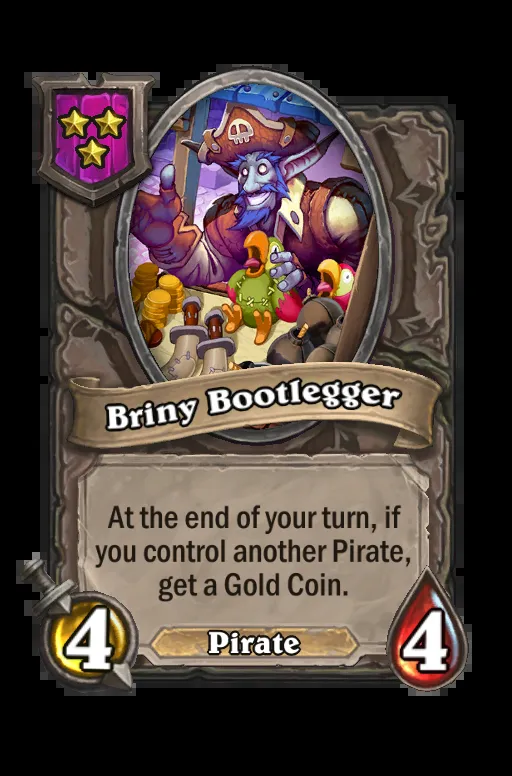 Briny Bootlegger
At the end of your turn, if
you control another Pirate,
get a Gold Coin.
4
Pirate
4